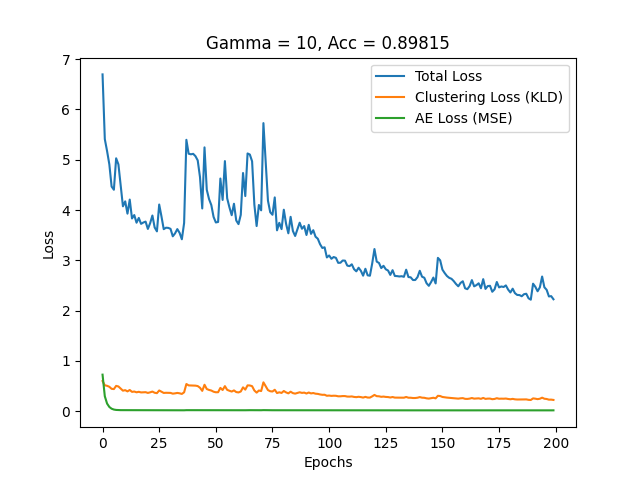 Gamma = 10, Acc = 0.89815
Total Loss
Clustering Loss (KLD)
AE Loss (MSE)
Loss
7
6
5
4
3
2
1
0
0 25 50 75 100 125 150 175 200
Epochs